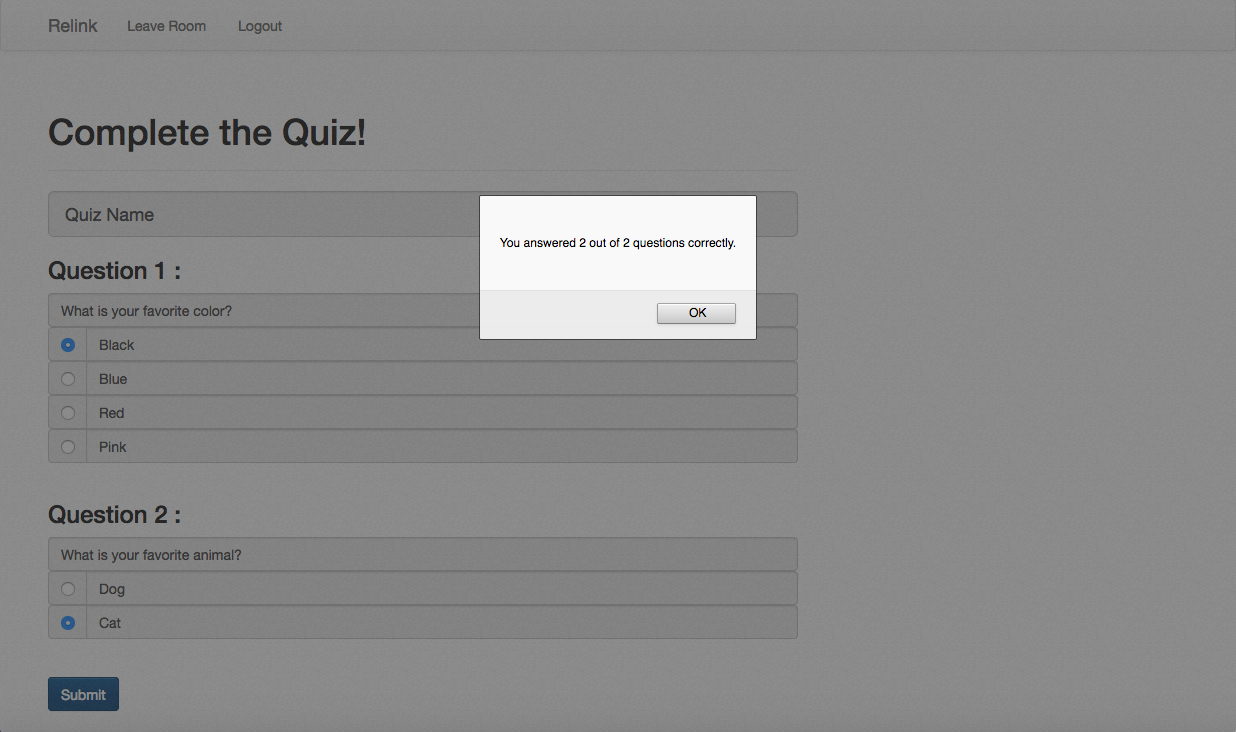 Relink Leave Room Logout
Complete the Quiz!
Quiz Name
You answered 2 out of 2 questions correctly.
OK
Question 1 :
What is your favorite color?
Black
Blue
Red
Pink
Question 2 :
What is your favorite animal?
Dog
Cat
Submit